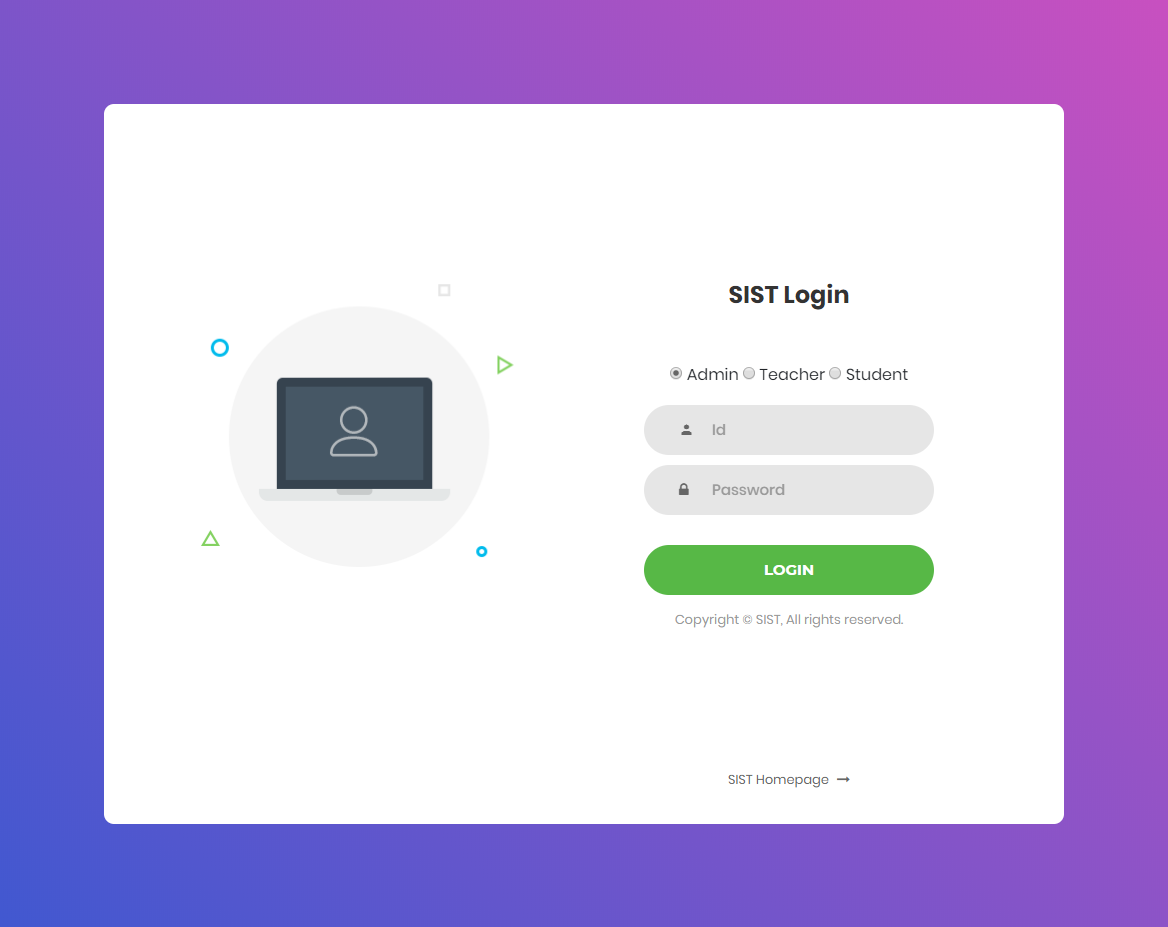 SIST Login
Admin Teacher Student
Id
Password
LOGIN
Copyright © SIST, All rights reserved.
SIST Homepage →